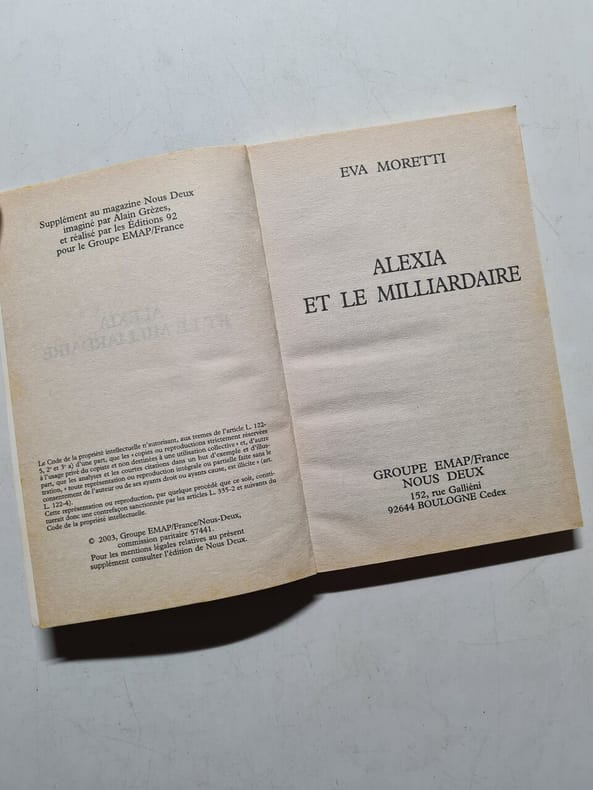 Supplément au magazine Nous Deux
imaginé par Alain Grèzes,
et réalisé par les Éditions 92
pour le Groupe EMAP/France
ALEXIA
ET LE MILLIARDAIRE
Le Code de la propriété intellectuelle n'autorisant, aux termes de l'article L. 122-
5, 2º et 3º a) d'une part, que les « copies ou reproductions strictement réservées
à l'usage privé du copiste et non destinées à une utilisation collective » et, d'autre
part, que les analyses et les courtes citations dans un but d'exemple et d'illus-
tration, « toute représentation ou reproduction intégrale ou partielle faite sans le
consentement de l'auteur ou de ses ayants droit ou ayants cause, est illicite » (art.
L. 122-4).
Cette représentation ou reproduction, par quelque procédé que ce soit, consti-
tuerait donc une contrefaçon sanctionnée par les articles L. 335-2 et suivants du
Code de la propriété intellectuelle.
© 2003, Groupe EMAP/France/Nous-Deux,
commission paritaire 57441.
Pour les mentions légales relatives au présent
supplément consulter l'édition de Nous Deux.
EVA MORETTI
ALEXIA
ET LE MILLIARDAIRE
GROUPE EMAP/France
NOUS DEUX
152, rue Galliéni
92644 BOULOGNE Cedex